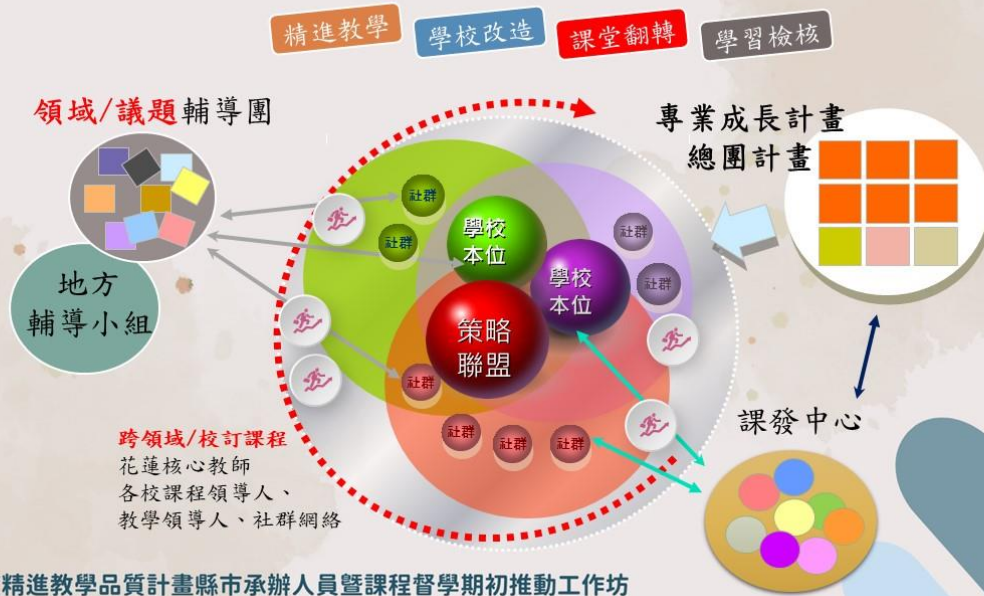 精進教學
學校改造
課堂翻轉
學習檢核
領域/議題輔導團
專業成長計畫
總團計畫
地方
輔導小組
社群
社群
學校
本位
學校
本位
社群
社群
策略
聯盟
社群
社群
社群
社群
課發中心
跨領域/校訂課程
花蓮核心教師
各校課程領導人、
教學領導人、社群網絡
精進教學品質計畫縣市承辦人員暨課程督學期初推動工作坊